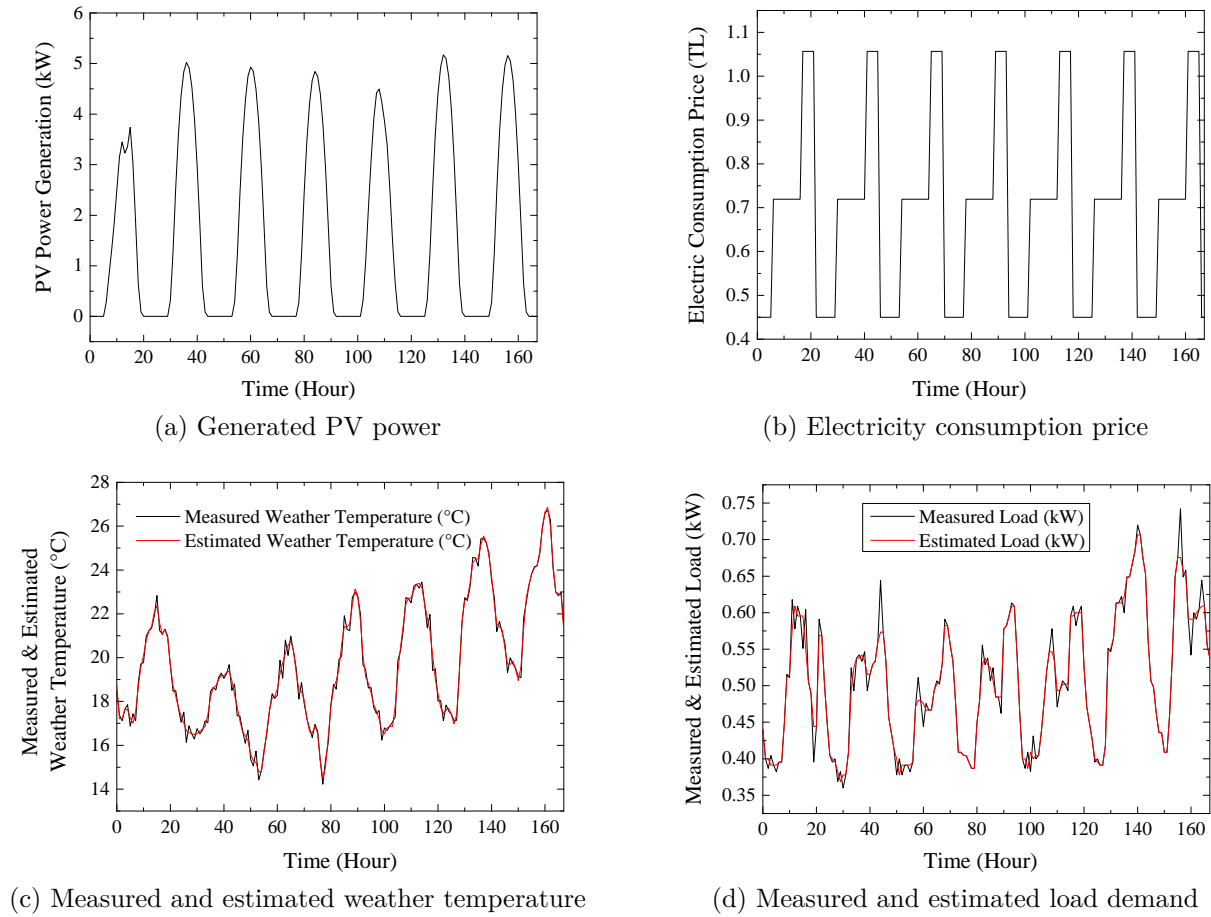 6
5
4
3
2
1
0
0 20 40 60 80 100 120 140 160
PV Power Generation (kW)
Time (Hour)
(a) Generated PV power
1.1
1.0
0.9
0.8
0.7
0.6
0.5
0.4
0 20 40 60 80 100 120 140 160
Electric Consumption Price (TL)
Time (Hour)
(b) Electricity consumption price
28
26
24
22
20
18
16
14
0 20 40 60 80 100 120 140 160
Measured & Estimated
Weather Temperature (°C)
Measured Weather Temperature (°C)
Estimated Weather Temperature (°C)
Time (Hour)
(c) Measured and estimated weather temperature
0.75
0.70
0.65
0.60
0.55
0.50
0.45
0.40
0.35
0 20 40 60 80 100 120 140 160
Measured & Estimated Load (kW)
Measured Load (kW)
Estimated Load (kW)
Time (Hour)
(d) Measured and estimated load demand